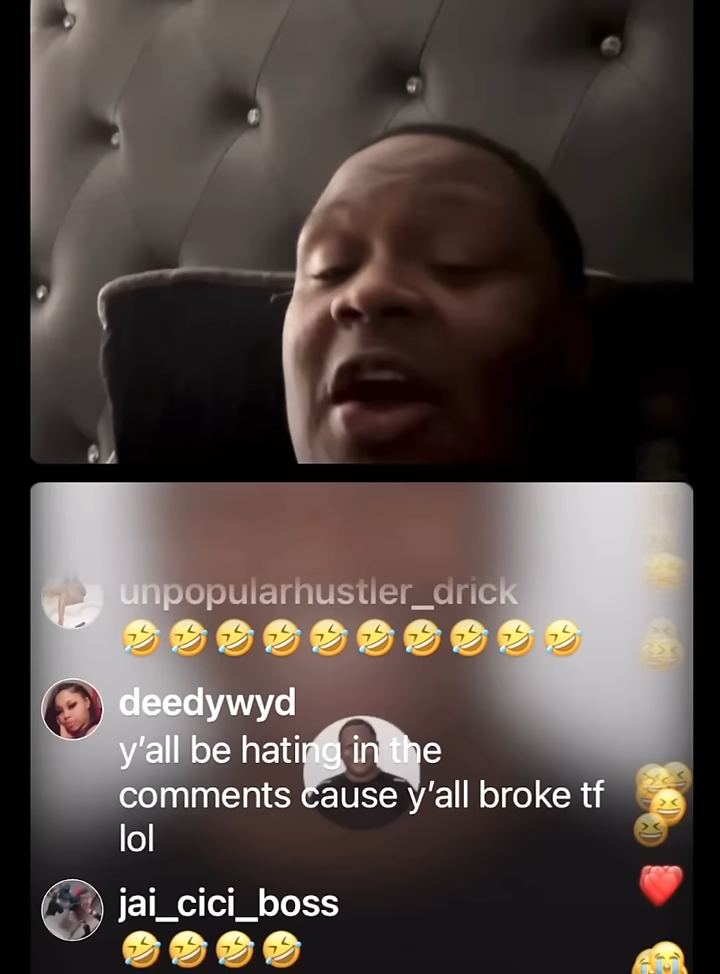 unpopularhustler_drick
🤣🤣🤣🤣🤣🤣🤣🤣🤣🤣
deedywyd
y’all be hating in the
comments cause y’all broke tf
lol
jai_cici_boss
🤣🤣🤣🤣